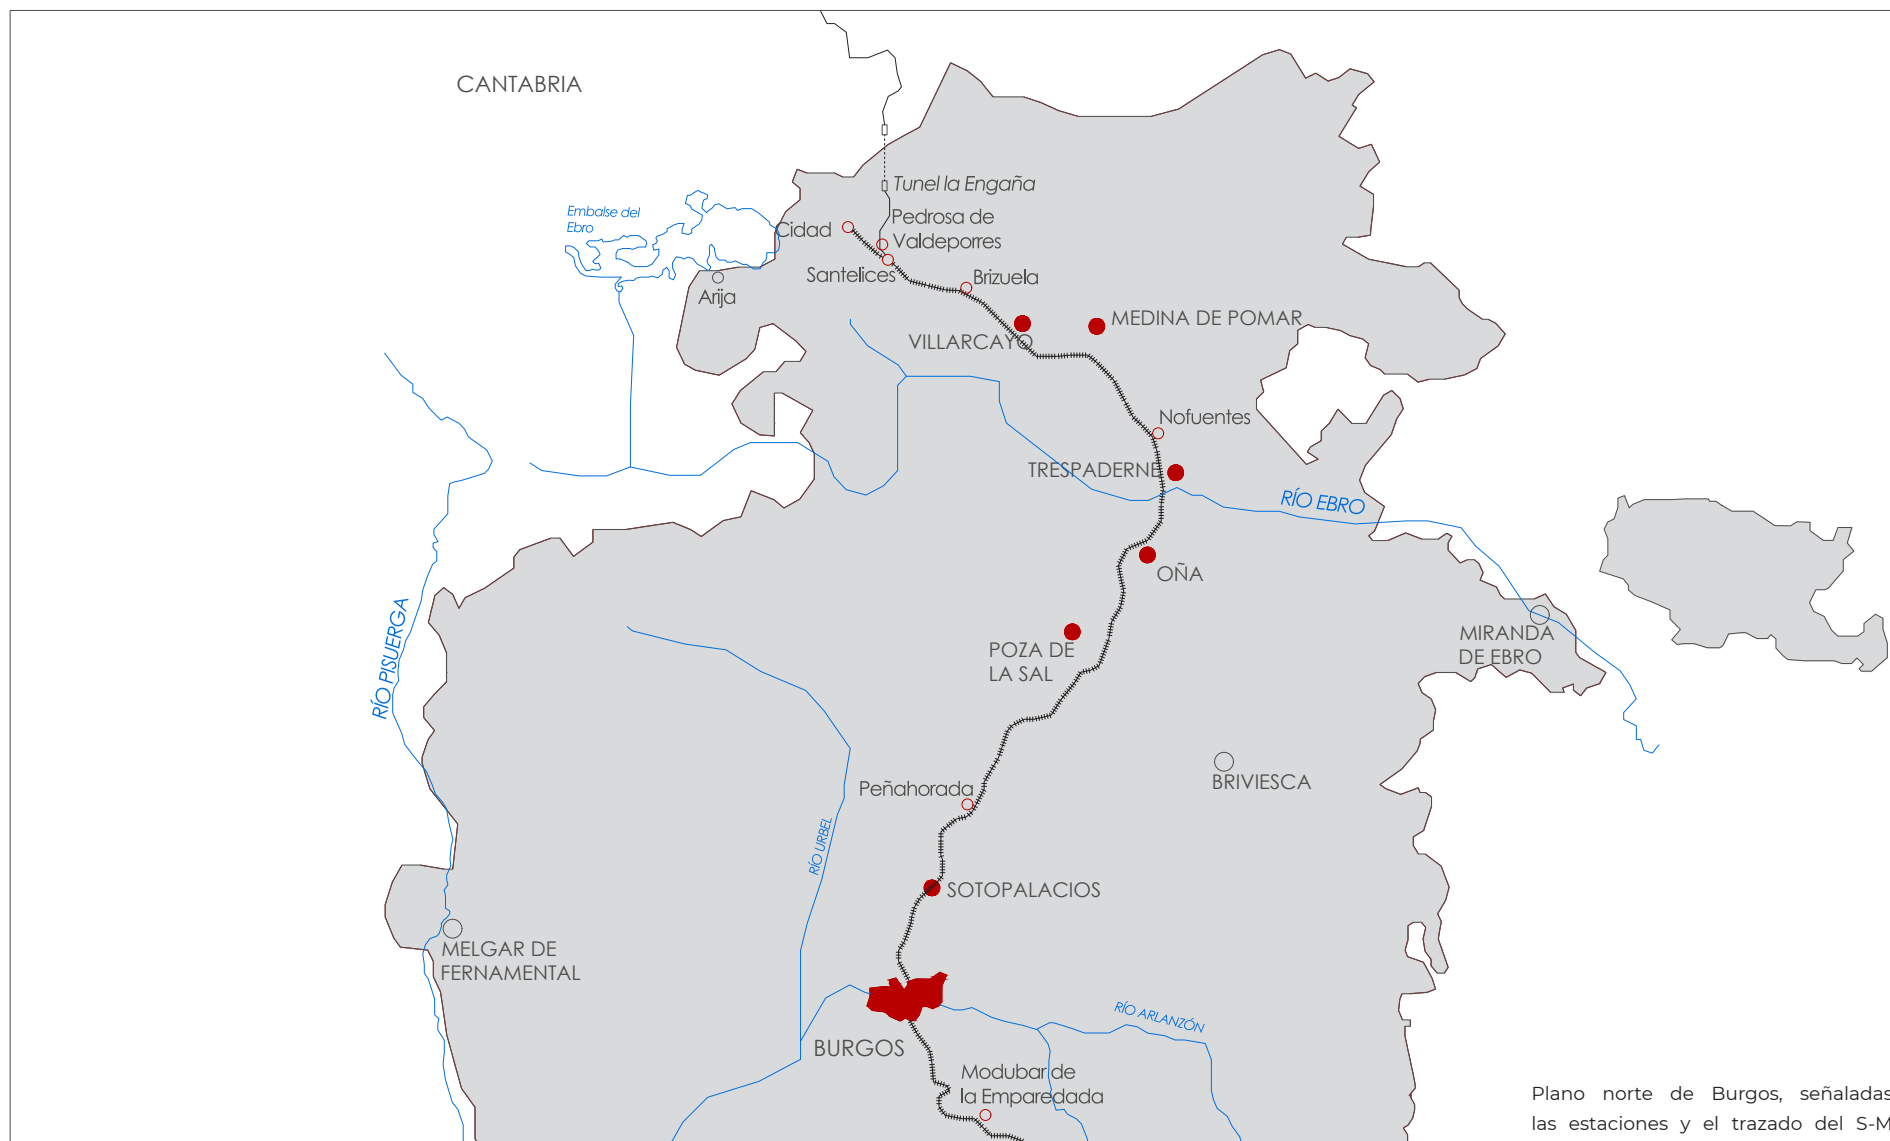 CANTABRIA
Tunel la Engaña
Embalse del
Ebro
Pedrosa de
Valdeporres
Cidad
Santelices
Brizuela
Arija
MEDINA DE POMAR
VILLARCAYO
Nofuentes
TRESPADERNE
RÍO EBRO
OÑA
RÍO PISUERGA
MIRANDA
DE EBRO
POZA DE
LA SAL
BRIVIESCA
Peñahorada
RÍO URBEL
SOTOPALACIOS
MELGAR DE
FERNAMENTAL
RÍO ARLANZÓN
BURGOS
Modubar de
la Emparedada
Plano norte de Burgos, señaladas
las estaciones y el trazado del S-M